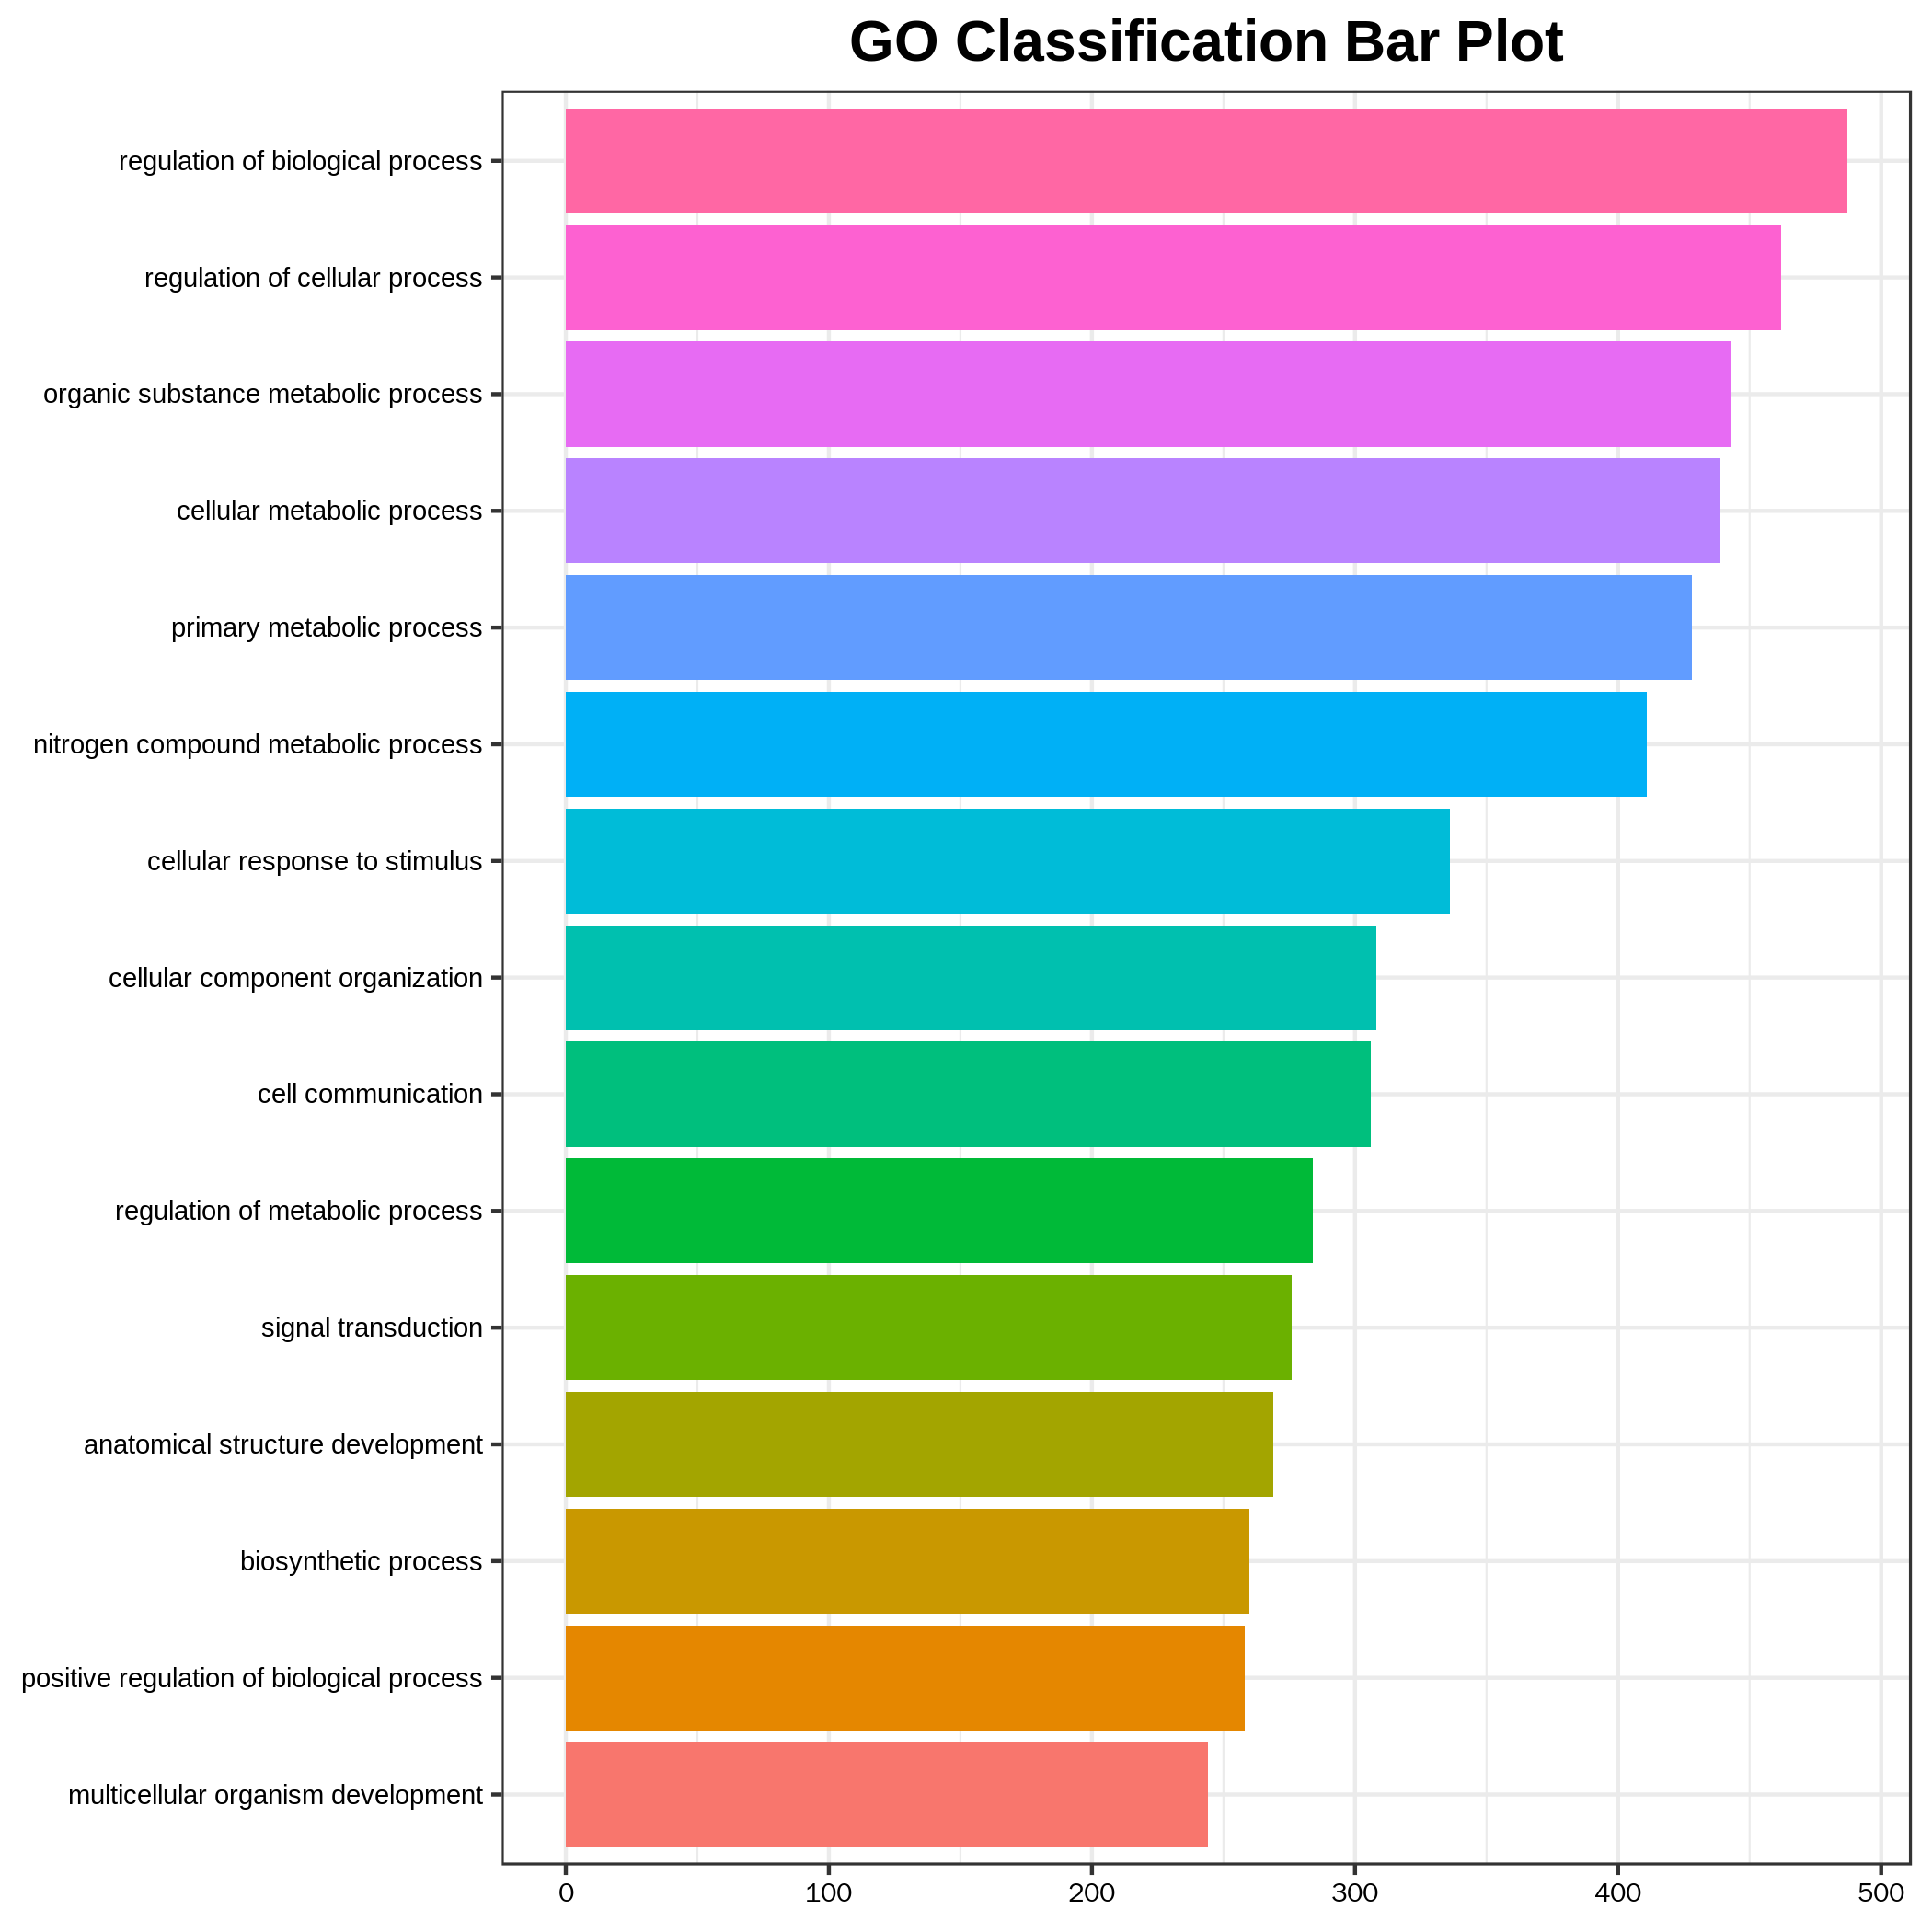 GO Classification Bar Plot
regulation of biological process
regulation of cellular process
organic substance metabolic process
cellular metabolic process
primary metabolic process
nitrogen compound metabolic process
cellular response to stimulus
cellular component organization
cell communication
regulation of metabolic process
signal transduction
anatomical structure development
biosynthetic process
positive regulation of biological process
multicellular organism development
0 100 200 300 400 500